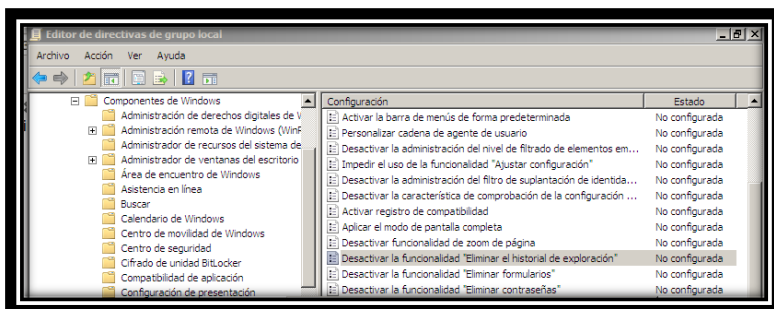 Editor de directivas de grupo local
Archivo Acción Ver Ayuda
Componentes de Windows
Administración de derechos digitales de
Administración remota de Windows
Administrador de recursos del sistema de
Administrador de ventanas del escritorio
Área de encuentro de Windows
Asistencia en línea
Buscar
Calendario de Windows
Centro de movilidad de Windows
Centro de seguridad
Cifrado de unidad BitLocker
Compatibilidad de aplicación
Configuración de presentación
Configuración Estado
Activar la barra de menús de forma predeterminada No configurada
Personalizar cadena de agente de usuario No configurada
Desactivar la administración del nivel de filtrado de elementos em... No configurada
Impedir el uso de la funcionalidad "Ajustar configuración" No configurada
Desactivar la administración del filtro de suplantación de identida... No configurada
Desactivar la característica de comprobación de la configuración ... No configurada
Activar registro de compatibilidad No configurada
Aplicar el modo de pantalla completa No configurada
Desactivar funcionalidad de zoom de página No configurada
Desactivar la funcionalidad "Eliminar el historial de exploración" No configurada
Desactivar la funcionalidad "Eliminar formularios" No configurada
Desactivar la funcionalidad "Eliminar contraseñas" No configurada